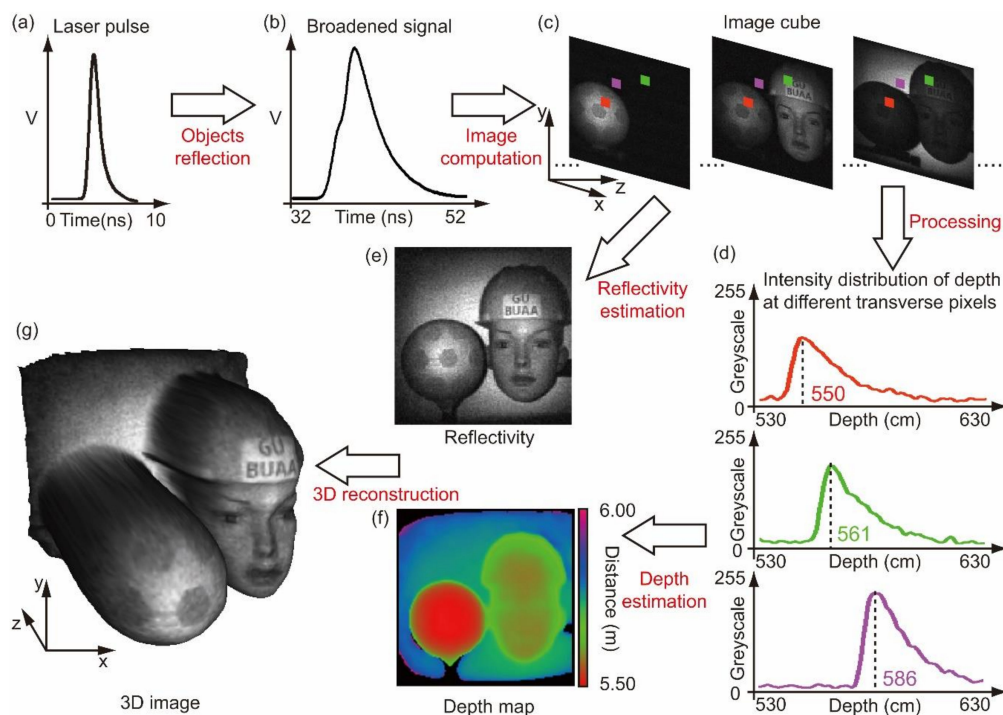 (a) Laser pulse
V
0 Time(ns) 10
Objects
reflection
(b) Broadened signal
V
32 Time (ns) 52
Image
computation
(c) Image cube
y
z
x
GU
BUAA
GU
BUAA
Processing
(d)
Intensity distribution of depth
at different transverse pixels
255
Greyscale
0
550
530 Depth (cm) 630
255
Greyscale
0
561
530 Depth (cm) 630
255
Greyscale
0
586
530 Depth (cm) 630
Reflectivity
estimation
(e)
GU
BUAA
Reflectivity
Depth
estimation
(f)
6.00
Distance (m)
5.50
Depth map
3D reconstruction
(g)
GU
BUAA
y
z
x
3D image